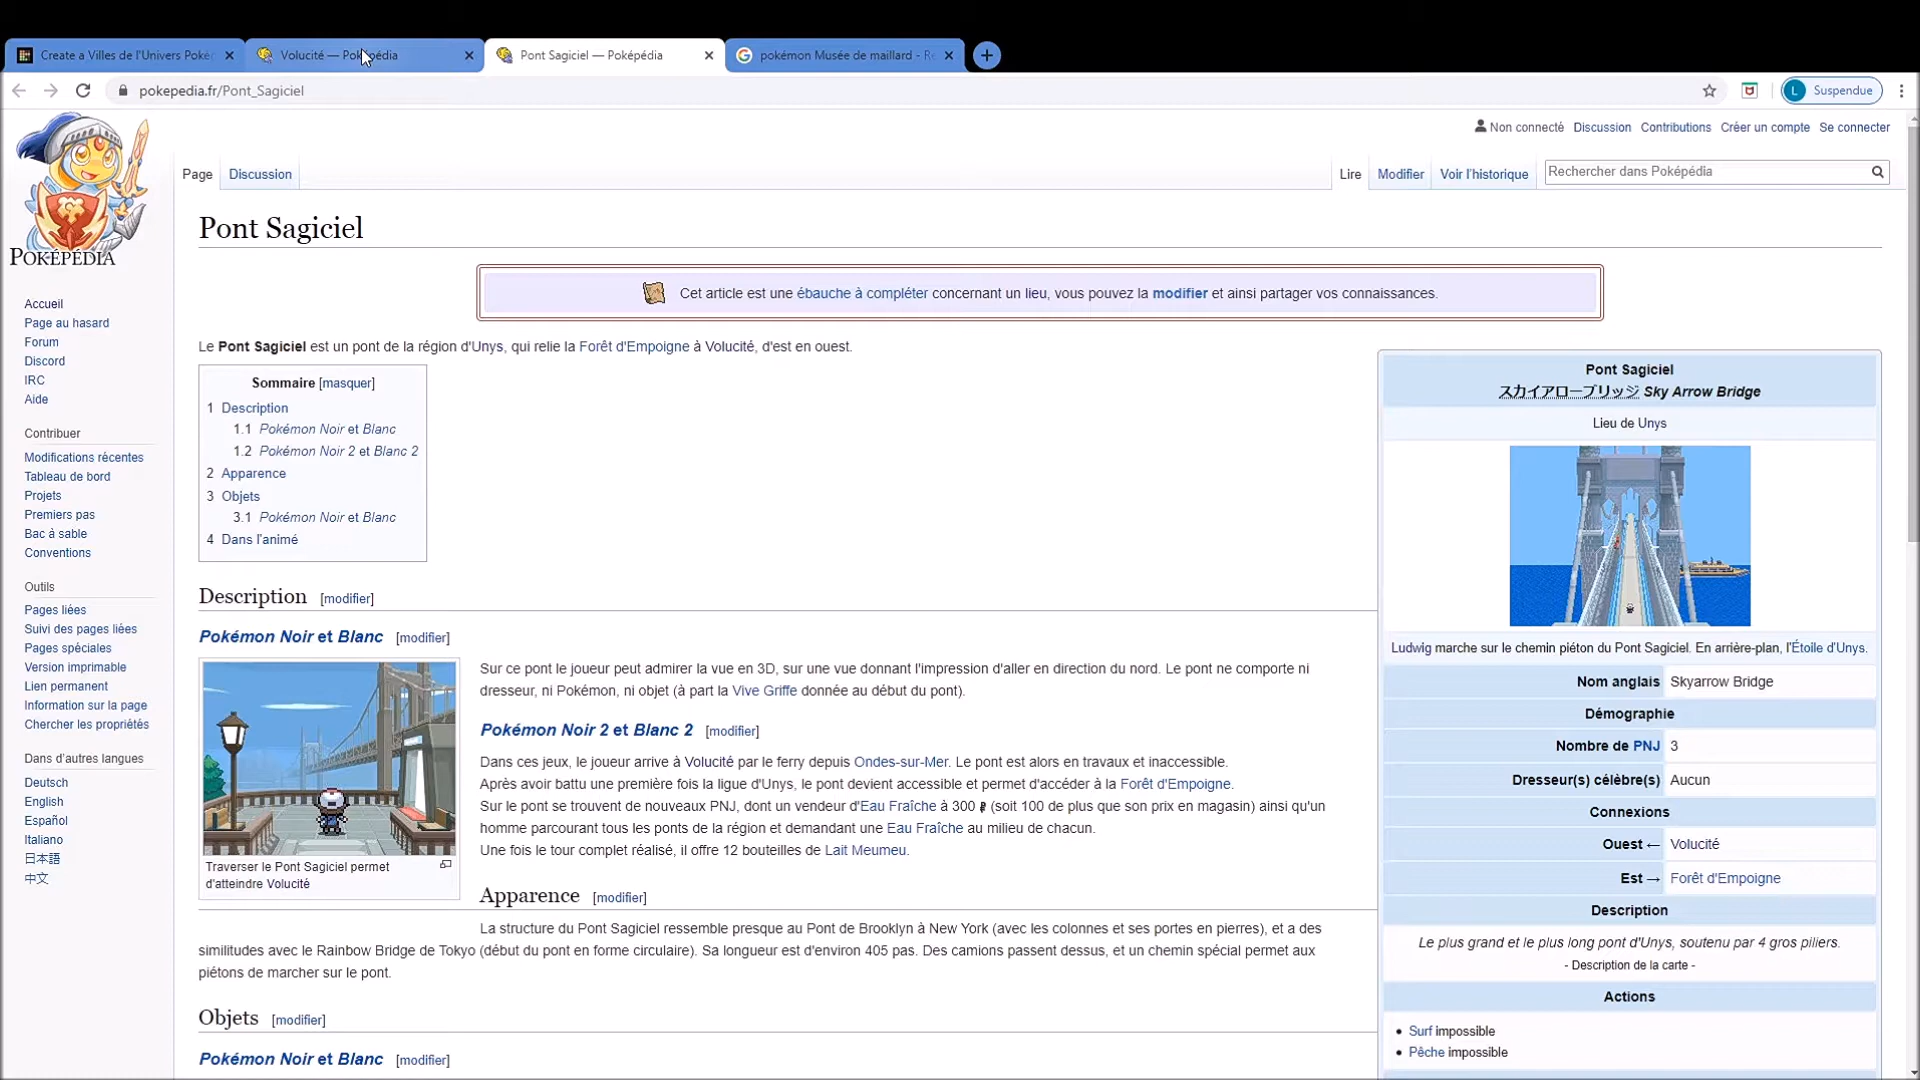 Create a Villes de l'Univers Poké
Volucité — Poképédia
Pont Sagiciel — Poképédia
pokémon Musée de maillard - Re
pokepedia.fr/Pont_Sagiciel
L Suspendue
POKÉPÉDIA
Non connecté Discussion Contributions Créer un compte Se connecter
Page Discussion
Lire Modifier Voir l'historique Rechercher dans Poképédia
Accueil
Page au hasard
Forum
Discord
IRC
Aide
Contribuer
Modifications récentes
Tableau de bord
Projets
Premiers pas
Bac à sable
Conventions
Outils
Pages liées
Suivi des pages liées
Pages spéciales
Version imprimable
Lien permanent
Information sur la page
Chercher les propriétés
Dans d'autres langues
Deutsch
English
Español
Italiano
日本語
中文
Pont Sagiciel
Cet article est une ébauche à compléter concernant un lieu, vous pouvez la modifier et ainsi partager vos connaissances.
Le Pont Sagiciel est un pont de la région d'Unys, qui relie la Forêt d'Empoigne à Volucité, d'est en ouest.
Sommaire [masquer]
1 Description
1.1 Pokémon Noir et Blanc
1.2 Pokémon Noir 2 et Blanc 2
2 Apparence
3 Objets
3.1 Pokémon Noir et Blanc
4 Dans l'animé
Description [modifier]
Pokémon Noir et Blanc [modifier]
Traverser le Pont Sagiciel permet
d'atteindre Volucité
Sur ce pont le joueur peut admirer la vue en 3D, sur une vue donnant l'impression d'aller en direction du nord. Le pont ne comporte ni
dresseur, ni Pokémon, ni objet (à part la Vive Griffe donnée au début du pont).
Pokémon Noir 2 et Blanc 2 [modifier]
Dans ces jeux, le joueur arrive à Volucité par le ferry depuis Ondes-sur-Mer. Le pont est alors en travaux et inaccessible.
Après avoir battu une première fois la ligue d'Unys, le pont devient accessible et permet d'accéder à la Forêt d'Empoigne.
Sur le pont se trouvent de nouveaux PNJ, dont un vendeur d'Eau Fraîche à 300 (soit 100 de plus que son prix en magasin) ainsi qu'un
homme parcourant tous les ponts de la région et demandant une Eau Fraîche au milieu de chacun.
Une fois le tour complet réalisé, il offre 12 bouteilles de Lait Meumeu.
Apparence [modifier]
La structure du Pont Sagiciel ressemble presque au Pont de Brooklyn à New York (avec les colonnes et ses portes en pierres), et a des
similitudes avec le Rainbow Bridge de Tokyo (début du pont en forme circulaire). Sa longueur est d'environ 405 pas. Des camions passent dessus, et un chemin spécial permet aux
piétons de marcher sur le pont.
Objets [modifier]
Pokémon Noir et Blanc [modifier]
Pont Sagiciel
スカイアローブリッジ Sky Arrow Bridge
Lieu de Unys
Ludwig marche sur le chemin piéton du Pont Sagiciel. En arrière-plan, l'Étoile d'Unys.
Nom anglais Skyarrow Bridge
Démographie
Nombre de PNJ 3
Dresseur(s) célèbre(s) Aucun
Connexions
Ouest ← Volucité
Est → Forêt d'Empoigne
Description
Le plus grand et le plus long pont d'Unys, soutenu par 4 gros piliers.
- Description de la carte -
Actions
• Surf impossible
• Pêche impossible